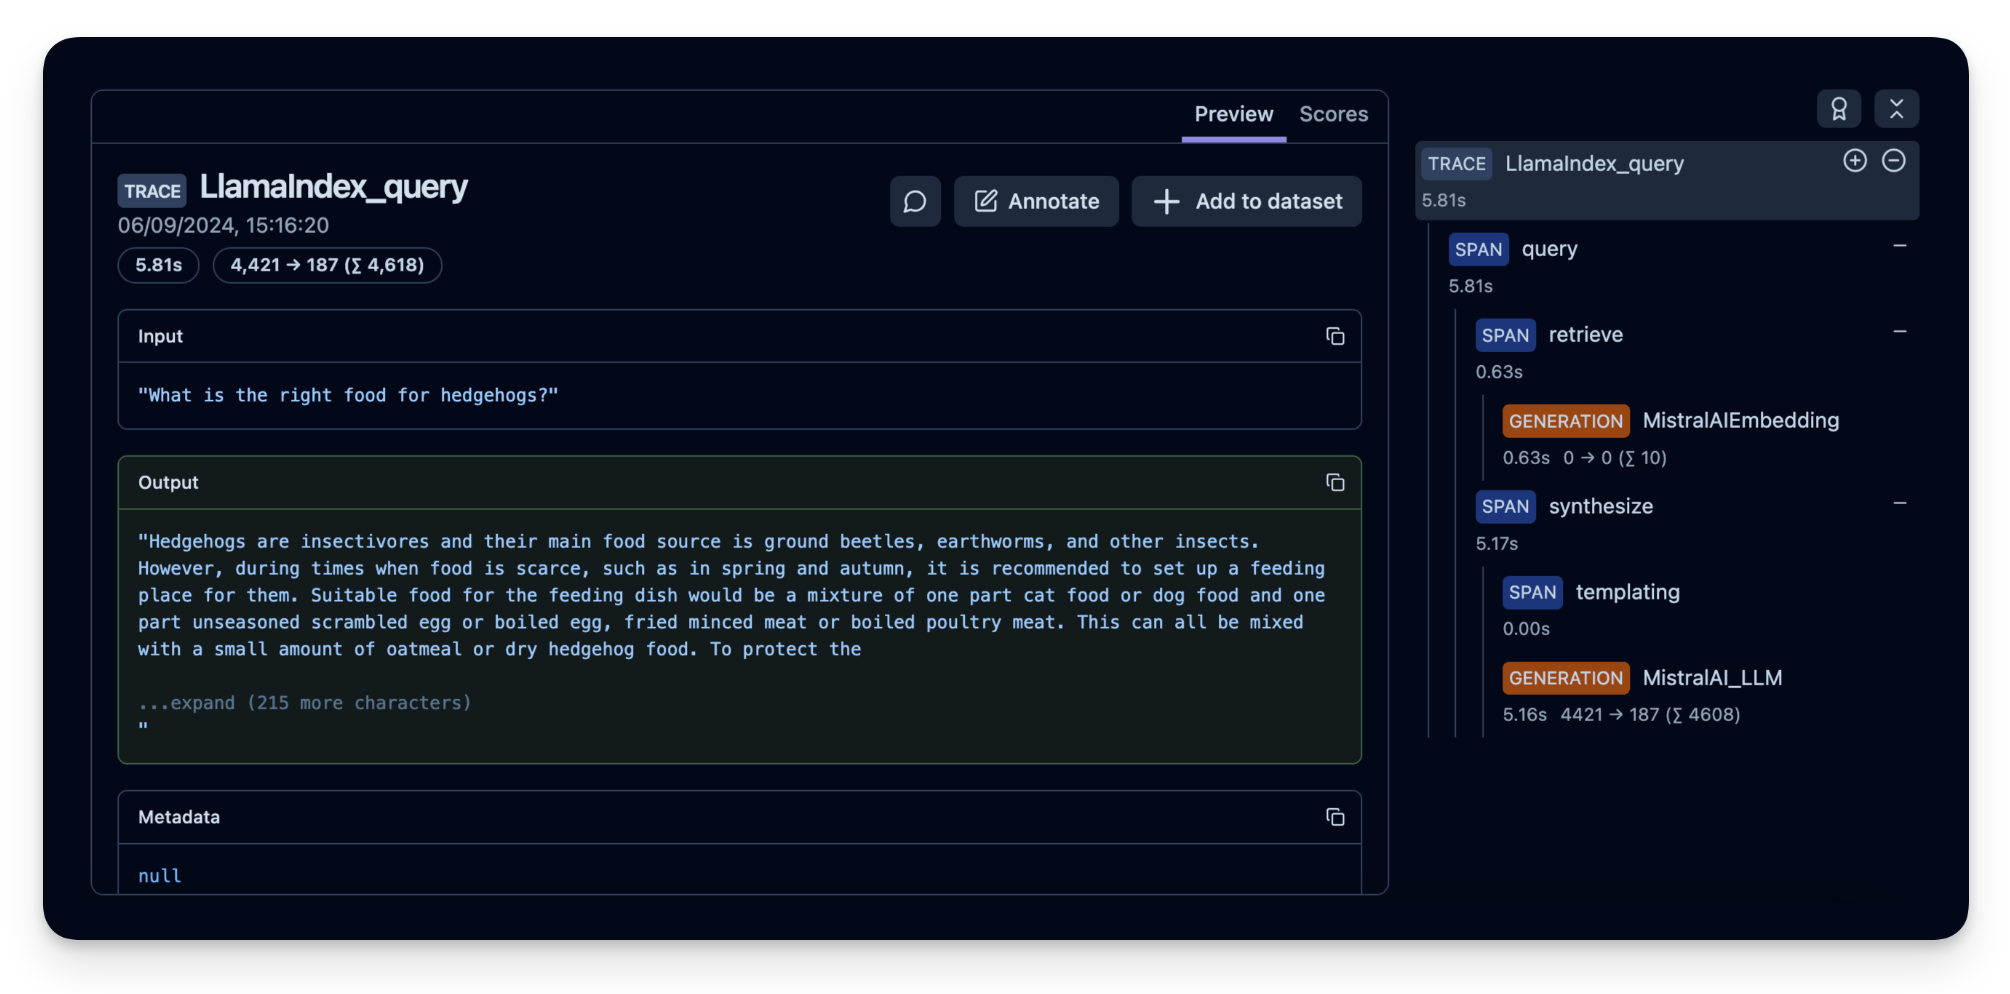 Preview Scores
TRACE LlamaIndex_query
06/09/2024, 15:16:20
5.81s 4,421 → 187 (∑ 4,618)
Annotate
Add to dataset
Input
"What is the right food for hedgehogs?"
Output
"Hedgehogs are insectivores and their main food source is ground beetles, earthworms, and other insects.
However, during times when food is scarce, such as in spring and autumn, it is recommended to set up a feeding
place for them. Suitable food for the feeding dish would be a mixture of one part cat food or dog food and one
part unseasoned scrambled egg or boiled egg, fried minced meat or boiled poultry meat. This can all be mixed
with a small amount of oatmeal or dry hedgehog food. To protect the
...expand (215 more characters)
"
Metadata
null
TRACE LlamaIndex_query
5.81s
SPAN query
5.81s
SPAN retrieve
0.63s
GENERATION MistralAIEmbedding
0.63s 0 → 0 (∑ 10)
SPAN synthesize
5.17s
SPAN templating
0.00s
GENERATION MistralAI_LLM
5.16s 4421 → 187 (∑ 4608)